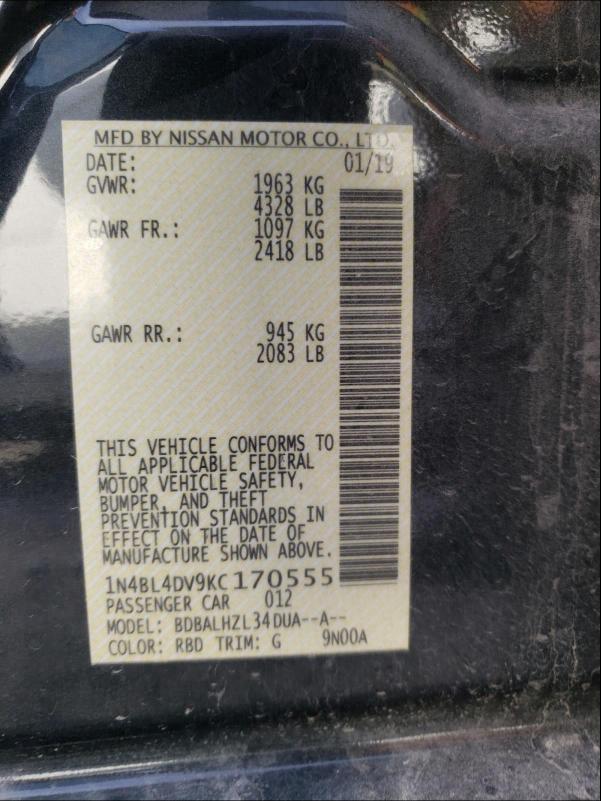 MFD BY NISSAN MOTOR CO., LTD.
DATE: 01/19
GVWR: 1963 KG
4328 LB
GAWR FR.: 1097 KG
2418 LB
GAWR RR.: 945 KG
2083 LB
THIS VEHICLE CONFORMS TO
ALL APPLICABLE FEDERAL
MOTOR VEHICLE SAFETY,
BUMPER, AND THEFT
PREVENTION STANDARDS IN
EFFECT ON THE DATE OF
MANUFACTURE SHOWN ABOVE.
1N4BL4DV9KC170555
PASSENGER CAR 012
MODEL: BDBALHZL34DUA--A--
COLOR: RBD TRIM: G 9N00A